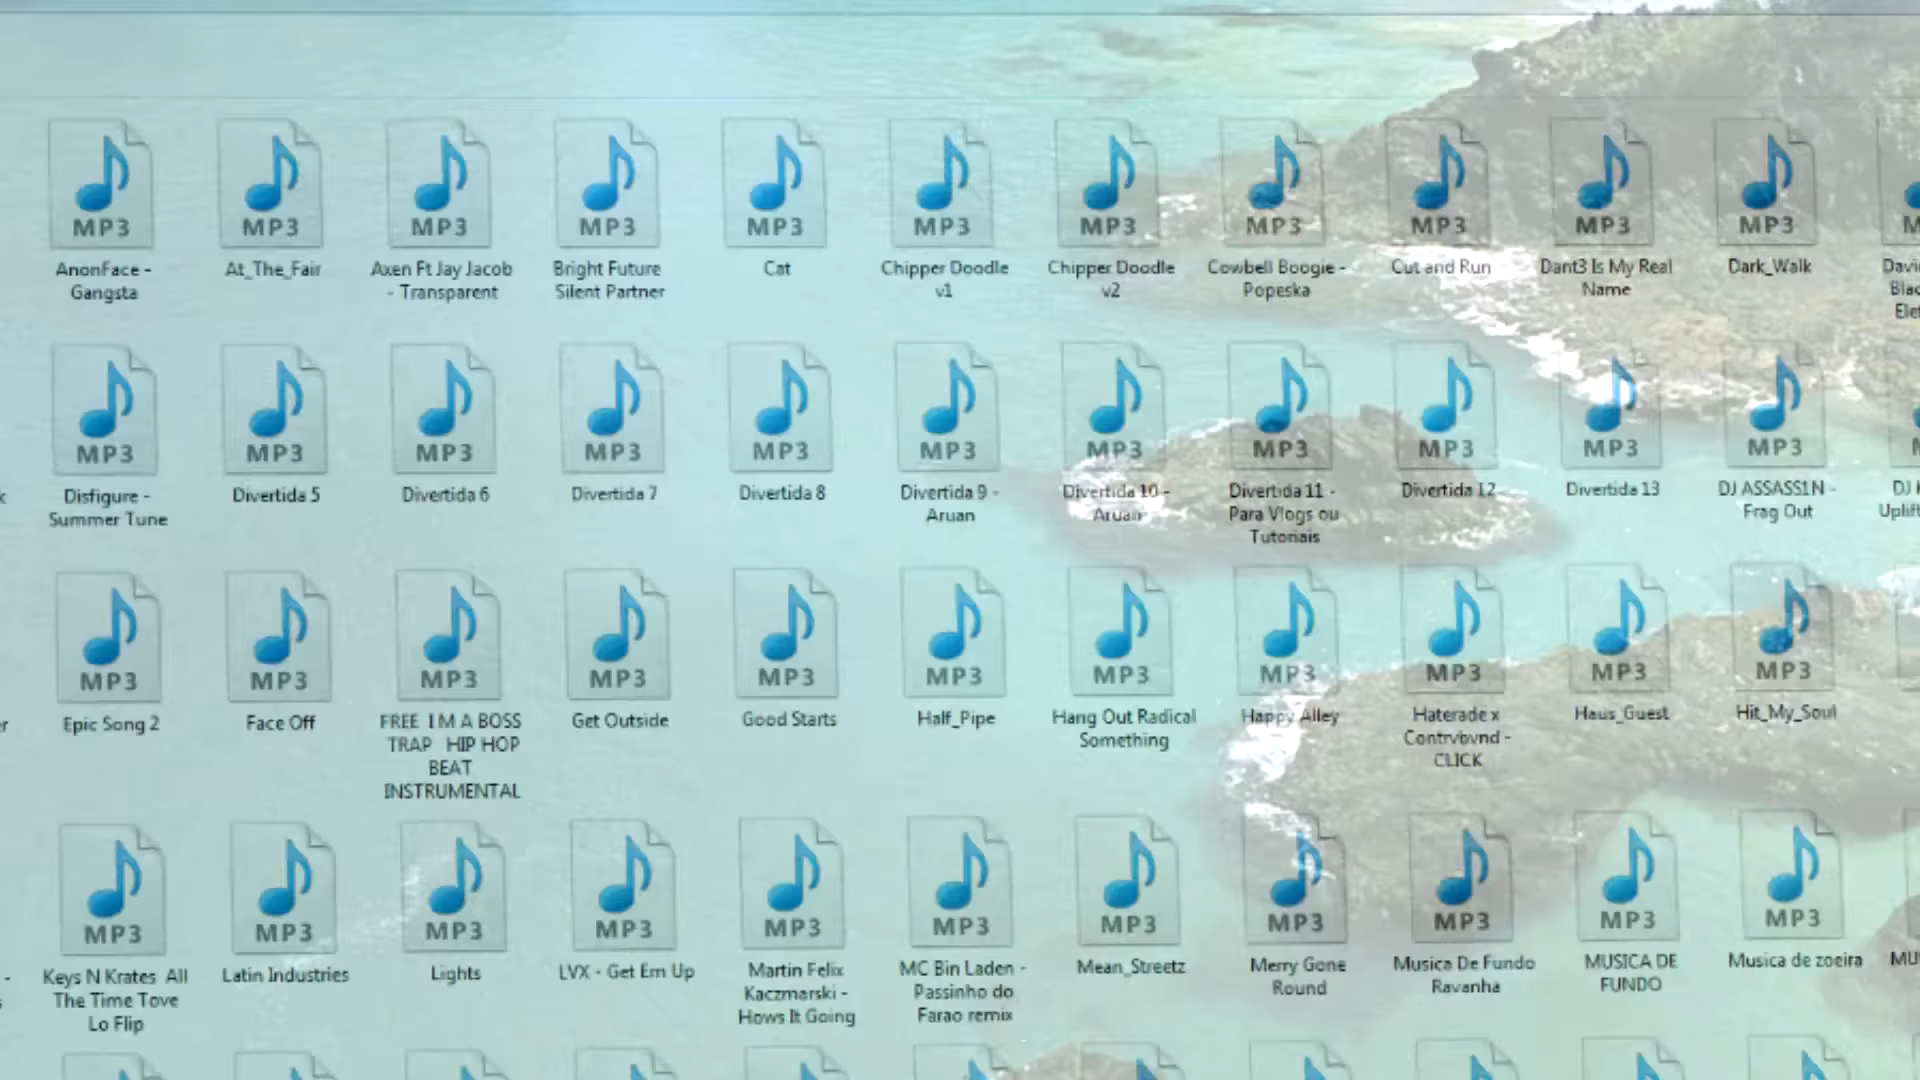 MP3 MP3 MP3 MP3 MP3 MP3 MP3 MP3 MP3 MP3 MP3
AnonFace - Gangsta
At_The_Fair
Axen Ft Jay Jacob - Transparent
Bright Future Silent Partner
Cat
Chipper Doodle v1
Chipper Doodle v2
Cowbell Boogie - Popeska
Cut and Run
Dant3 Is My Real Name
Dark_Walk
MP3 MP3 MP3 MP3 MP3 MP3 MP3 MP3 MP3 MP3 MP3
Disfigure - Summer Tune
Divertida 5
Divertida 6
Divertida 7
Divertida 8
Divertida 9 - Aruan
Divertida 10 - Aruan
Divertida 11 - Para Vlogs ou Tutoriais
Divertida 12
Divertida 13
DJ ASSASS1N - Frag Out
DJ
MP3 MP3 MP3 MP3 MP3 MP3 MP3 MP3 MP3 MP3 MP3
Epic Song 2
Face Off
FREE I M A BOSS TRAP HIP HOP BEAT INSTRUMENTAL
Get Outside
Good Starts
Half_Pipe
Hang Out Radical Something
Happy Alley
Haterade x Contrvbvnd - CLICK
Haus_Guest
Hit_My_Soul
MP3 MP3 MP3 MP3 MP3 MP3 MP3 MP3 MP3 MP3 MP3
Keys N Krates All The Time Tove Lo Flip
Latin Industries
Lights
LVX - Get Em Up
Martin Felix Kaczmarski - Hows It Going
MC Bin Laden - Passinho do Farao remix
Mean_Streetz
Merry Gone Round
Musica De Fundo Ravanha
MUSICA DE FUNDO
Musica de zoeira